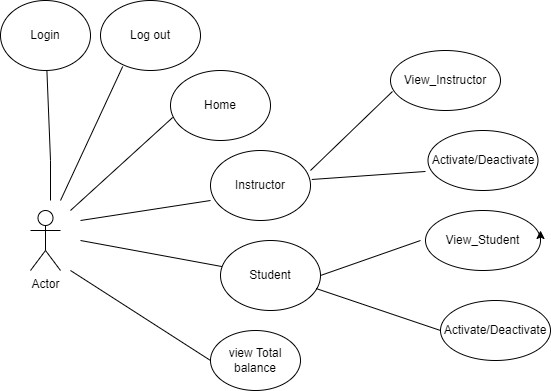 Login
Log out
View_Instructor
Home
Activate/Deactivate
Instructor
View_Student
Student
Actor
Activate/Deactivate
view Total
balance